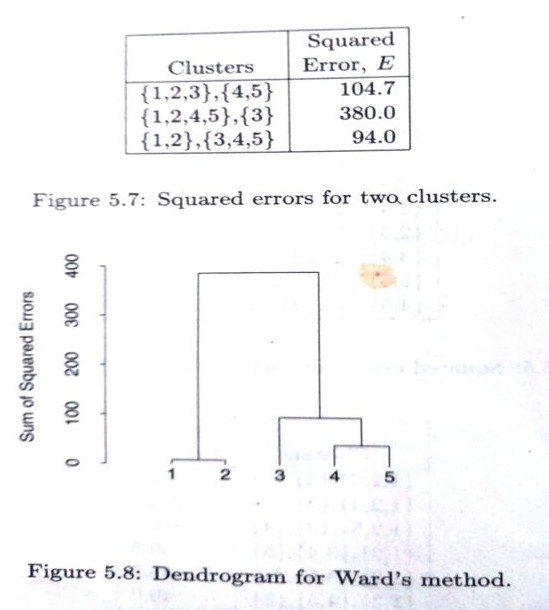 Clusters Squared Error, E
{1,2,3},{4,5} 104.7
{1,2,4,5},{3} 380.0
{1,2},{3,4,5} 94.0
Figure 5.7: Squared errors for two clusters.
Sum of Squared Errors
400
300
200
100
0
1 2 3 4 5
Figure 5.8: Dendrogram for Ward's method.